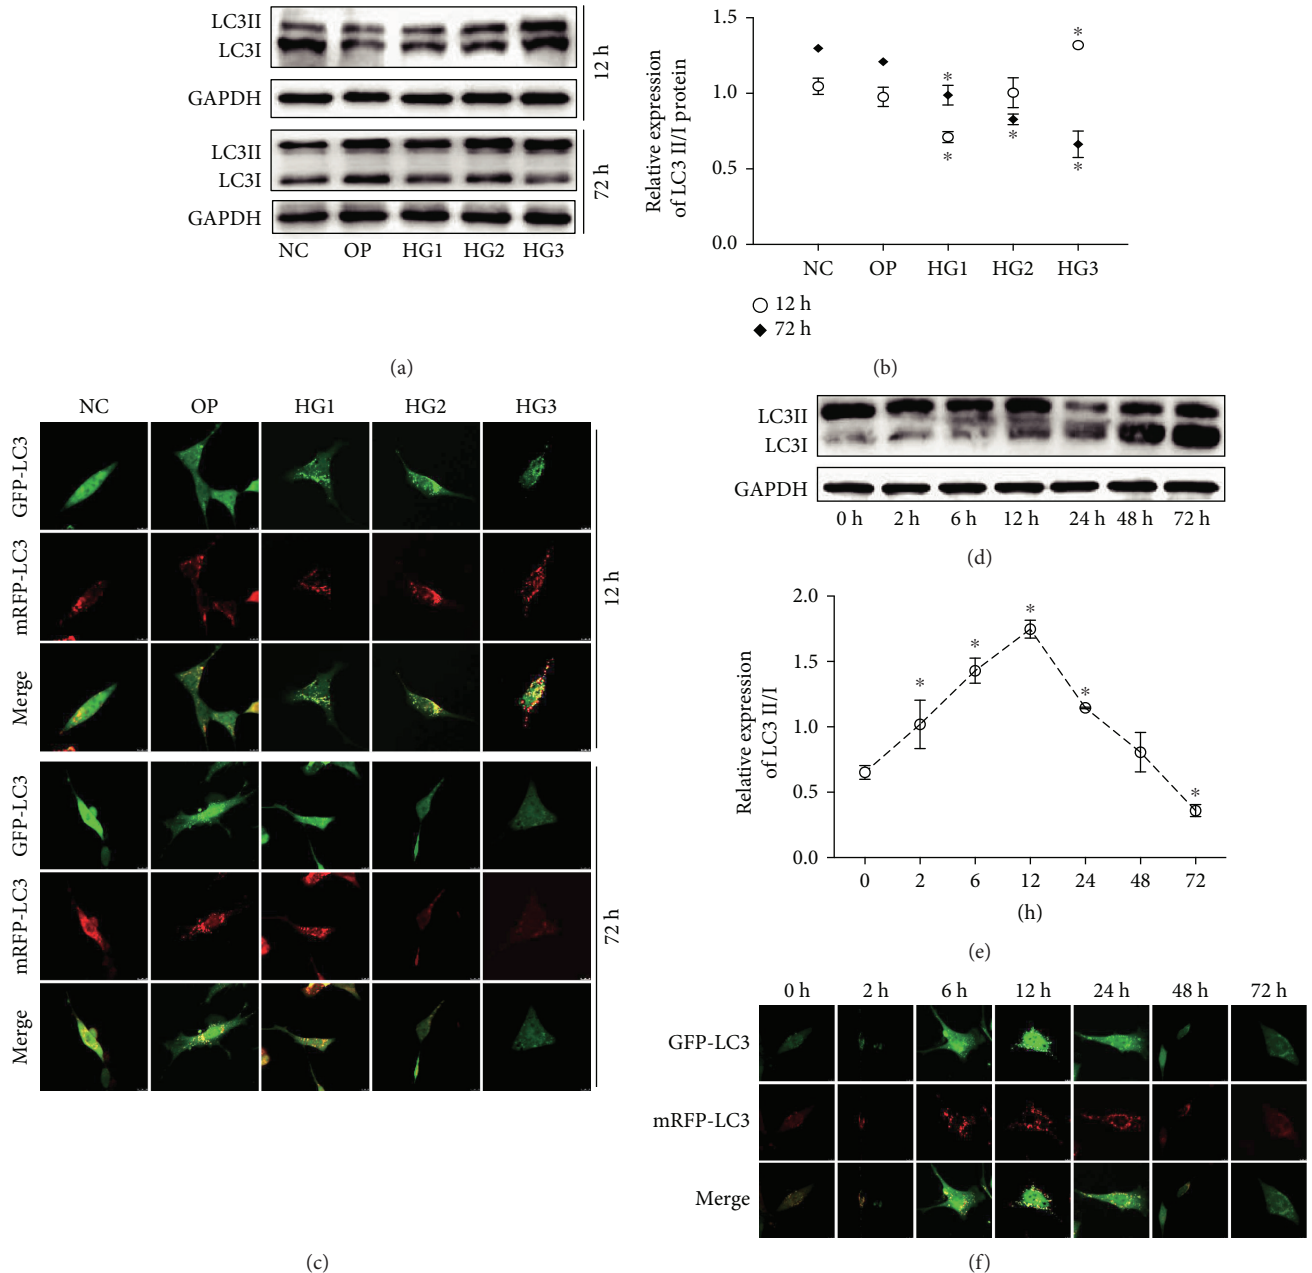 LC3II
LC3I
GAPDH
12 h
LC3II
LC3I
GAPDH
72 h
NC OP HG1 HG2 HG3
(a)
Relative expression
of LC3 II/I protein
1.5
1.0
0.5
0.0
* * * * *
NC OP HG1 HG2 HG3
12 h
72 h
(b)
NC OP HG1 HG2 HG3
GFP-LC3
mRFP-LC3
Merge
12 h
GFP-LC3
mRFP-LC3
Merge
72 h
(c)
LC3II
LC3I
GAPDH
0 h 2 h 6 h 12 h 24 h 48 h 72 h
(d)
Relative expression
of LC3 II/I
2.0
1.5
1.0
0.5
0.0
* * * * *
0 2 6 12 24 48 72
(h)
(e)
0 h 2 h 6 h 12 h 24 h 48 h 72 h
GFP-LC3
mRFP-LC3
Merge
(f)